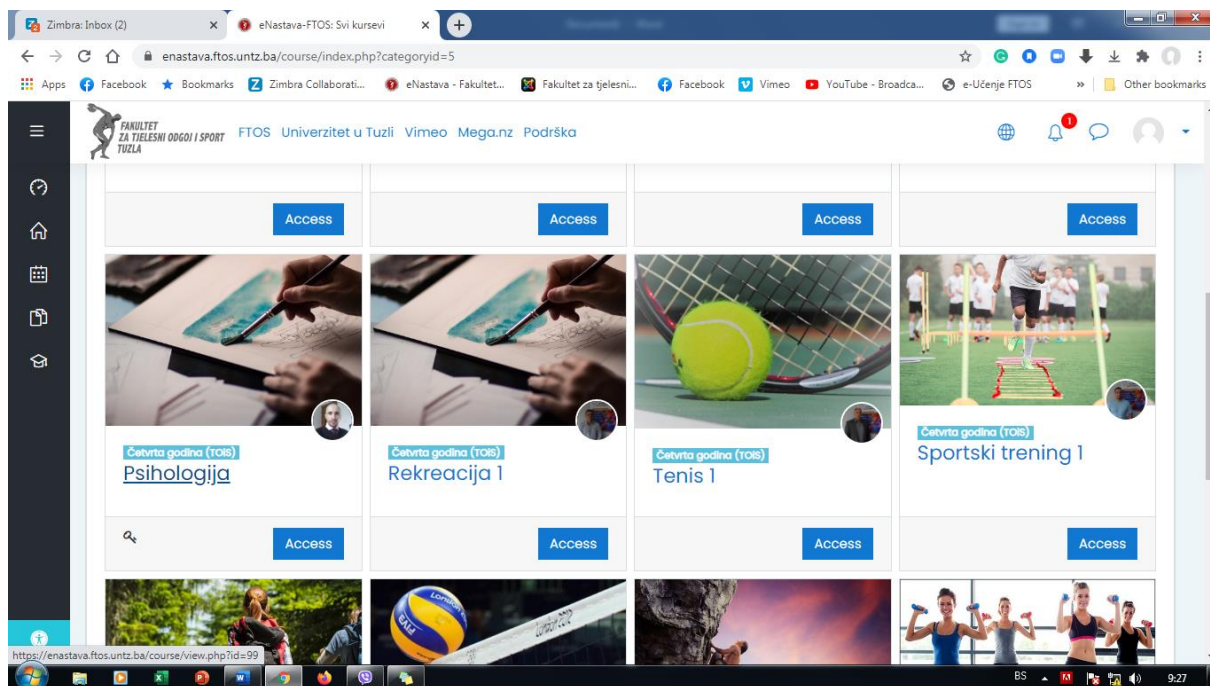 Zimbra: Inbox (2)
eNastava-FTOS: Svi kursevi
enastava.ftos.untz.ba/course/index.php?categoryid=5
Apps Facebook Bookmarks Zimbra Collaborati... eNastava - Fakultet... Fakultet za tjelesni... Facebook Vimeo YouTube - Broadca... e-Učenje FTOS » Other bookmarks
FAKULTET
ZA TJELESNI ODGOJ I SPORT
TUZLA
FTOS Univerzitet u Tuzli Vimeo Mega.nz Podrška
1
Access Access Access Access
Četvrta godina (TOIS)
Psihologija
Access
Četvrta godina (TOIS)
Rekreacija 1
Access
Četvrta godina (TOIS)
Tenis 1
Access
Četvrta godina (TOIS)
Sportski trening 1
Access
https://enastava.ftos.untz.ba/course/view.php?id=99
BS 9:27